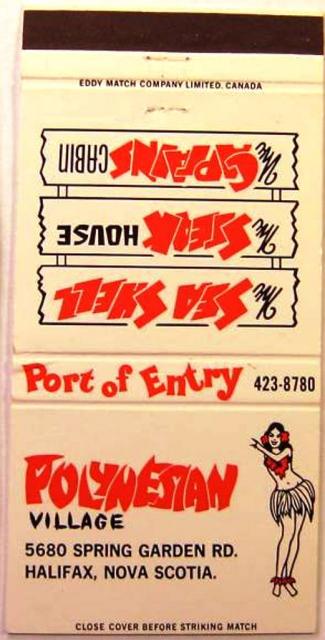 EDDY MATCH COMPANY LIMITED. CANADA
The CAPTAINS CABIN
The STEAK HOUSE
The SEA SHELL
Port of Entry 423-8780
POLYNESIAN
VILLAGE
5680 SPRING GARDEN RD.
HALIFAX, NOVA SCOTIA.
CLOSE COVER BEFORE STRIKING MATCH